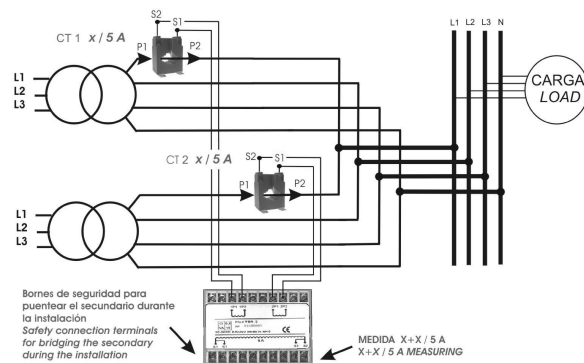 S2
S1
L1 L2 L3 N
CT 1 x / 5 A
P1
P2
L1
L2
L3
CARGA
LOAD
S2
S1
CT 2 x / 5 A
P1
P2
L1
L2
L3
Bornes de seguridad para
puentear el secundario durante
la instalación
Safety connection terminals
for bridging the secondary
during the installation
CE
MEDIDA X+X / 5 A
X+X / 5 A MEASURING